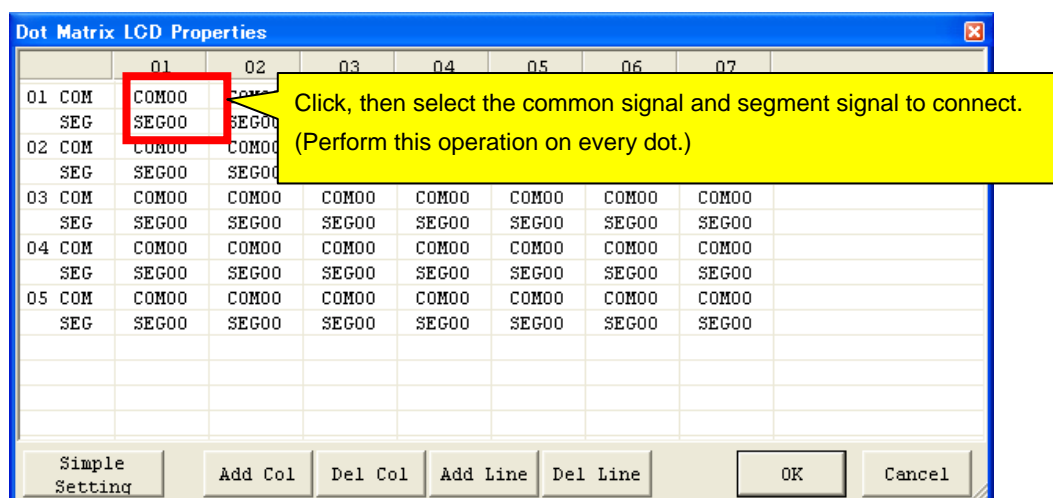 Dot Matrix LCD Properties
01 02 03 04 05 06 07
01 COM COM00
Click, then select the common signal and segment signal to connect.
SEG SEG00 SEG00
(Perform this operation on every dot.)
02 COM COM00 COM00
SEG SEG00 SEG00
03 COM COM00 COM00 COM00 COM00 COM00 COM00 COM00
SEG SEG00 SEG00 SEG00 SEG00 SEG00 SEG00 SEG00
04 COM COM00 COM00 COM00 COM00 COM00 COM00 COM00
SEG SEG00 SEG00 SEG00 SEG00 SEG00 SEG00 SEG00
05 COM COM00 COM00 COM00 COM00 COM00 COM00 COM00
SEG SEG00 SEG00 SEG00 SEG00 SEG00 SEG00 SEG00
Simple
Setting
Add Col Del Col Add Line Del Line OK Cancel